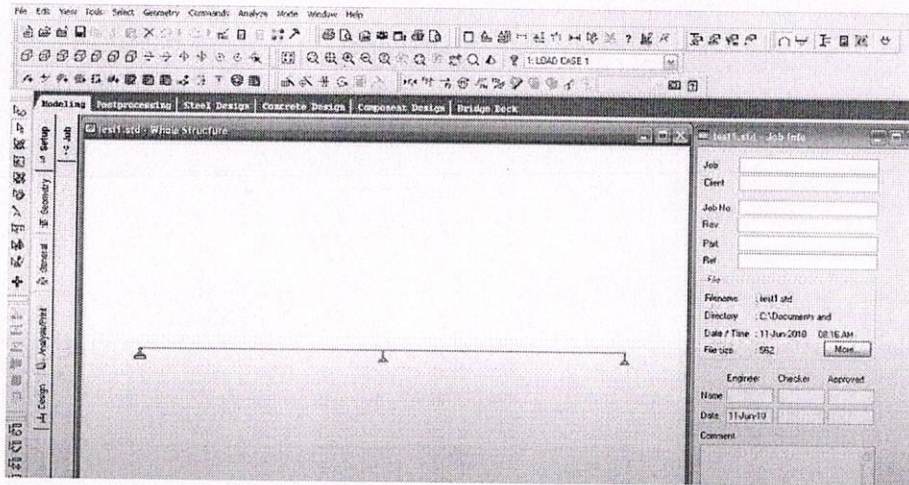 File Edit View Tools Select Geometry Commands Analyze Mode Window Help
1: LOAD CASE 1
Modeling Postprocessing Steel Design Concrete Design Component Design Bridge Deck
Setup
Job
Geometry
General
Analysis/Print
Design
test1.std - Whole Structure
test1.std - Job Info
Job
Client
Job No
Rev
Part
Ref
File
Filename : test1.std
Directory : C:\Documents and
Date / Time : 11-Jun-2010 08:16 AM
File size : 562 More...
Engineer Checker Approved
Name
Date 11-Jun-10
Comment